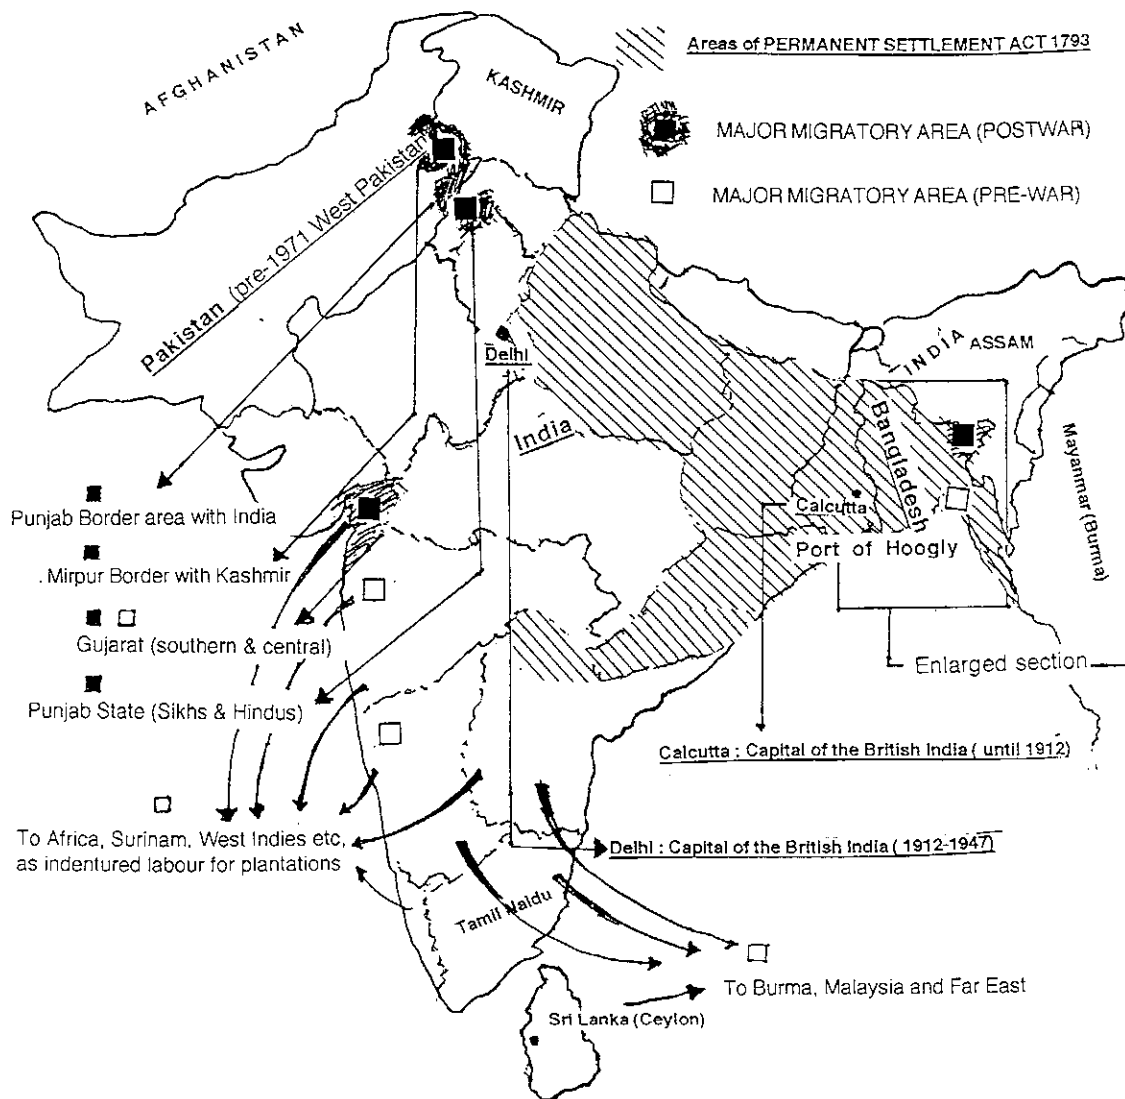 Areas of PERMANENT SETTLEMENT ACT 1793
AFGHANISTAN
KASHMIR
MAJOR MIGRATORY AREA (POSTWAR)
MAJOR MIGRATORY AREA (PRE-WAR)
Pakistan (pre-1971 West Pakistan)
Delhi
India
INDIA
ASSAM
Bangladesh
Mayanmar (Burma)
Calcutta
Port of Hoogly
Punjab Border area with India
Mirpur Border with Kashmir
Gujarat (southern & central)
Punjab State (Sikhs & Hindus)
Enlarged section
Calcutta : Capital of the British India ( until 1912)
To Africa, Surinam, West Indies etc,
as indentured labour for plantations
Delhi : Capital of the British India ( 1912-1947)
Tamil Naidu
To Burma, Malaysia and Far East
Sri Lanka (Ceylon)